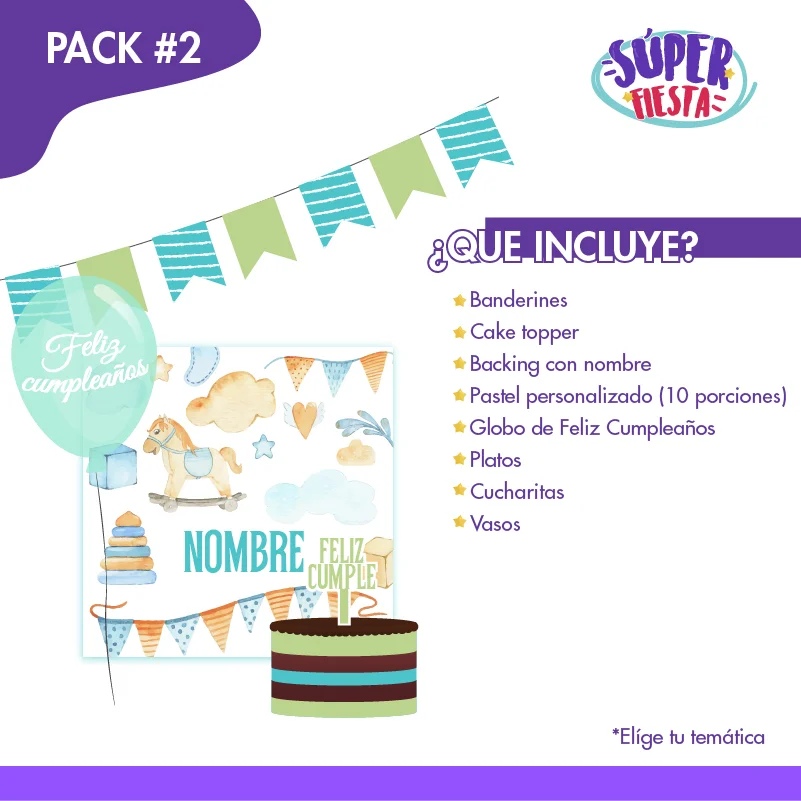 PACK #2
SÚPER
FIESTA
¿QUE INCLUYE?
Banderines
Cake topper
Backing con nombre
Pastel personalizado (10 porciones)
Globo de Feliz Cumpleaños
Platos
Cucharitas
Vasos
Feliz
cumpleaños
NOMBRE
FELIZ
CUMPLE
*Elíge tu temática